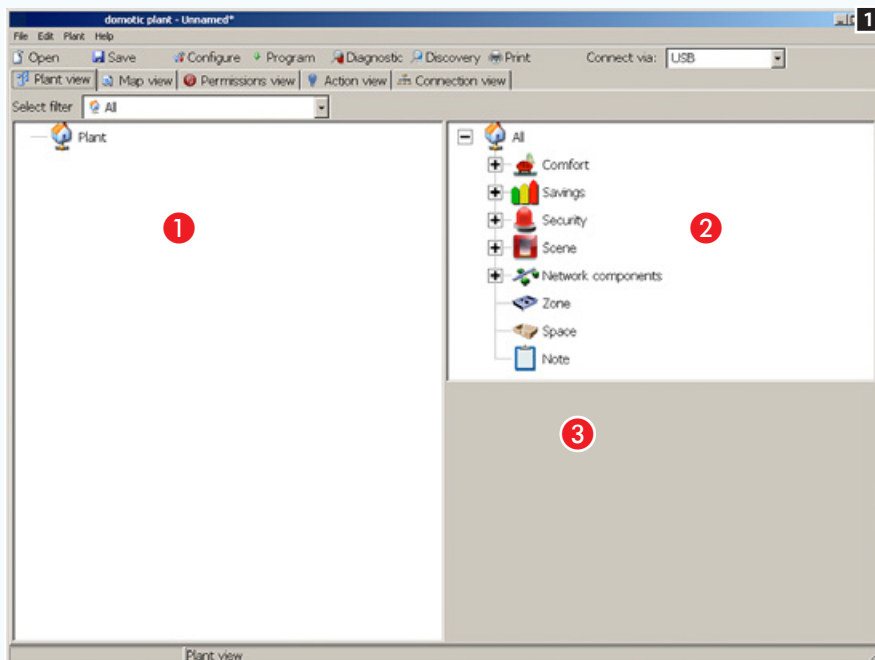 domotic plant - Unnamed*
1
File Edit Plant Help
Open Save Configure Program Diagnostic Discovery Print Connect via: USB
Plant view Map view Permissions view Action view Connection view
Select filter All
Plant
All
Comfort
Savings
1
Security
2
Scene
Network components
Zone
Space
Note
3
Plant view